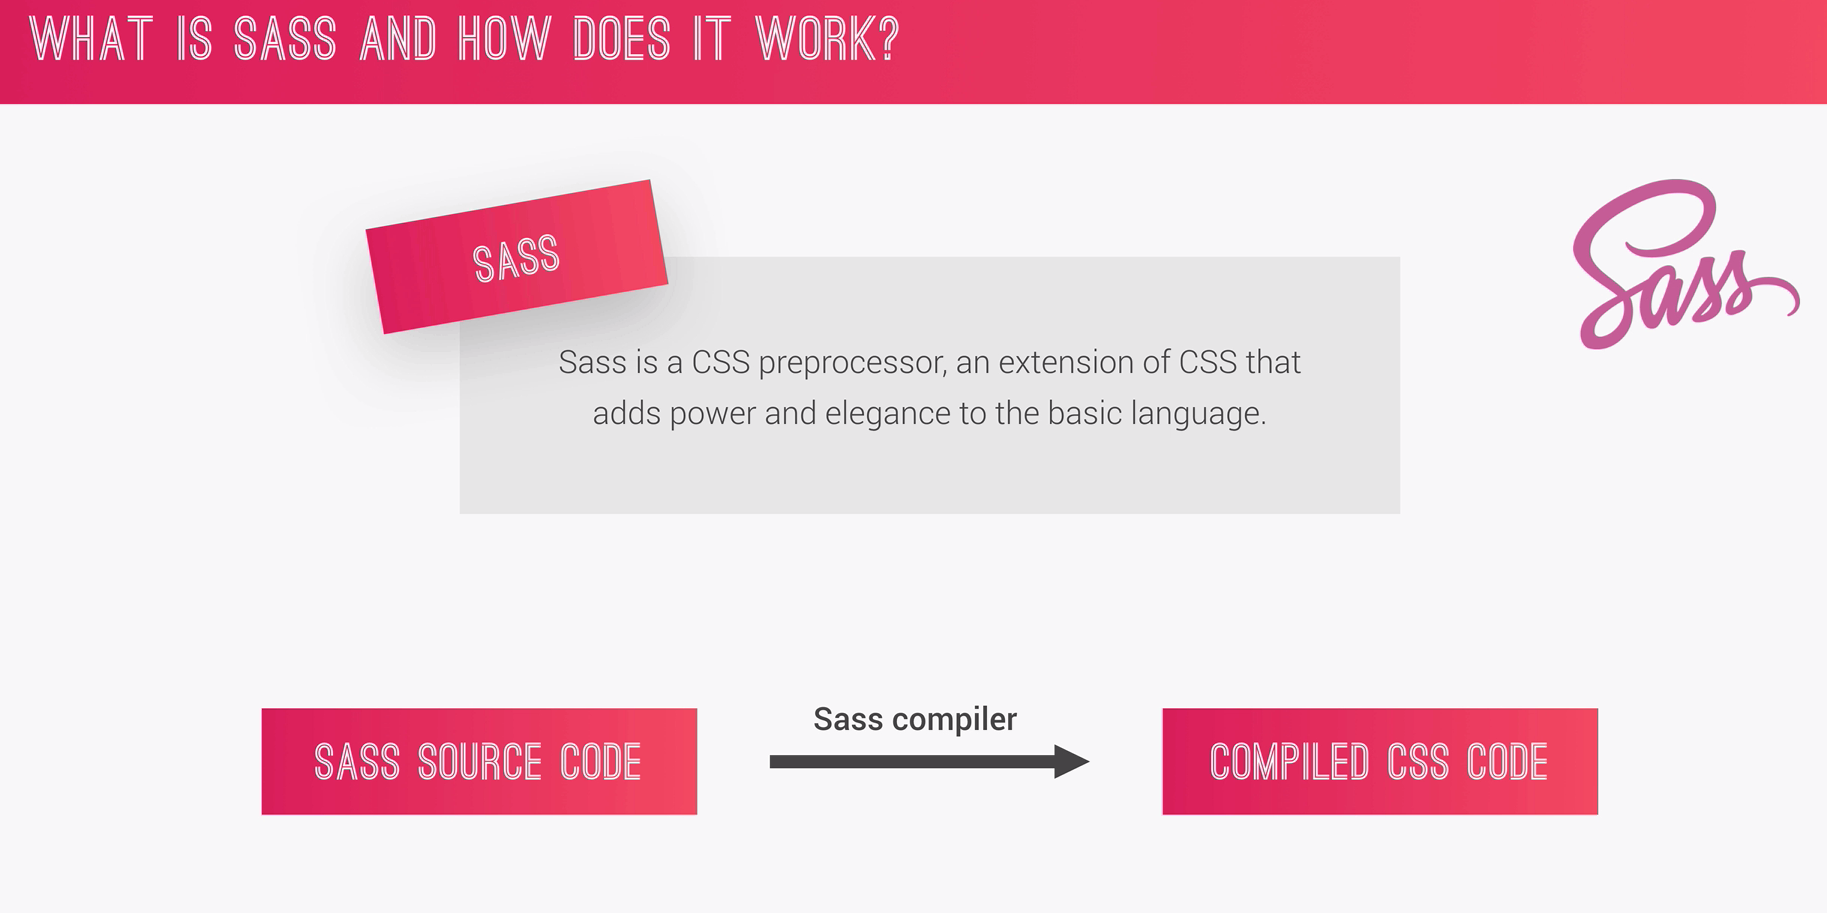 WHAT IS SASS AND HOW DOES IT WORK?
SASS
Sass
Sass is a CSS preprocessor, an extension of CSS that
adds power and elegance to the basic language.
Sass compiler
SASS SOURCE CODE
COMPILED CSS CODE